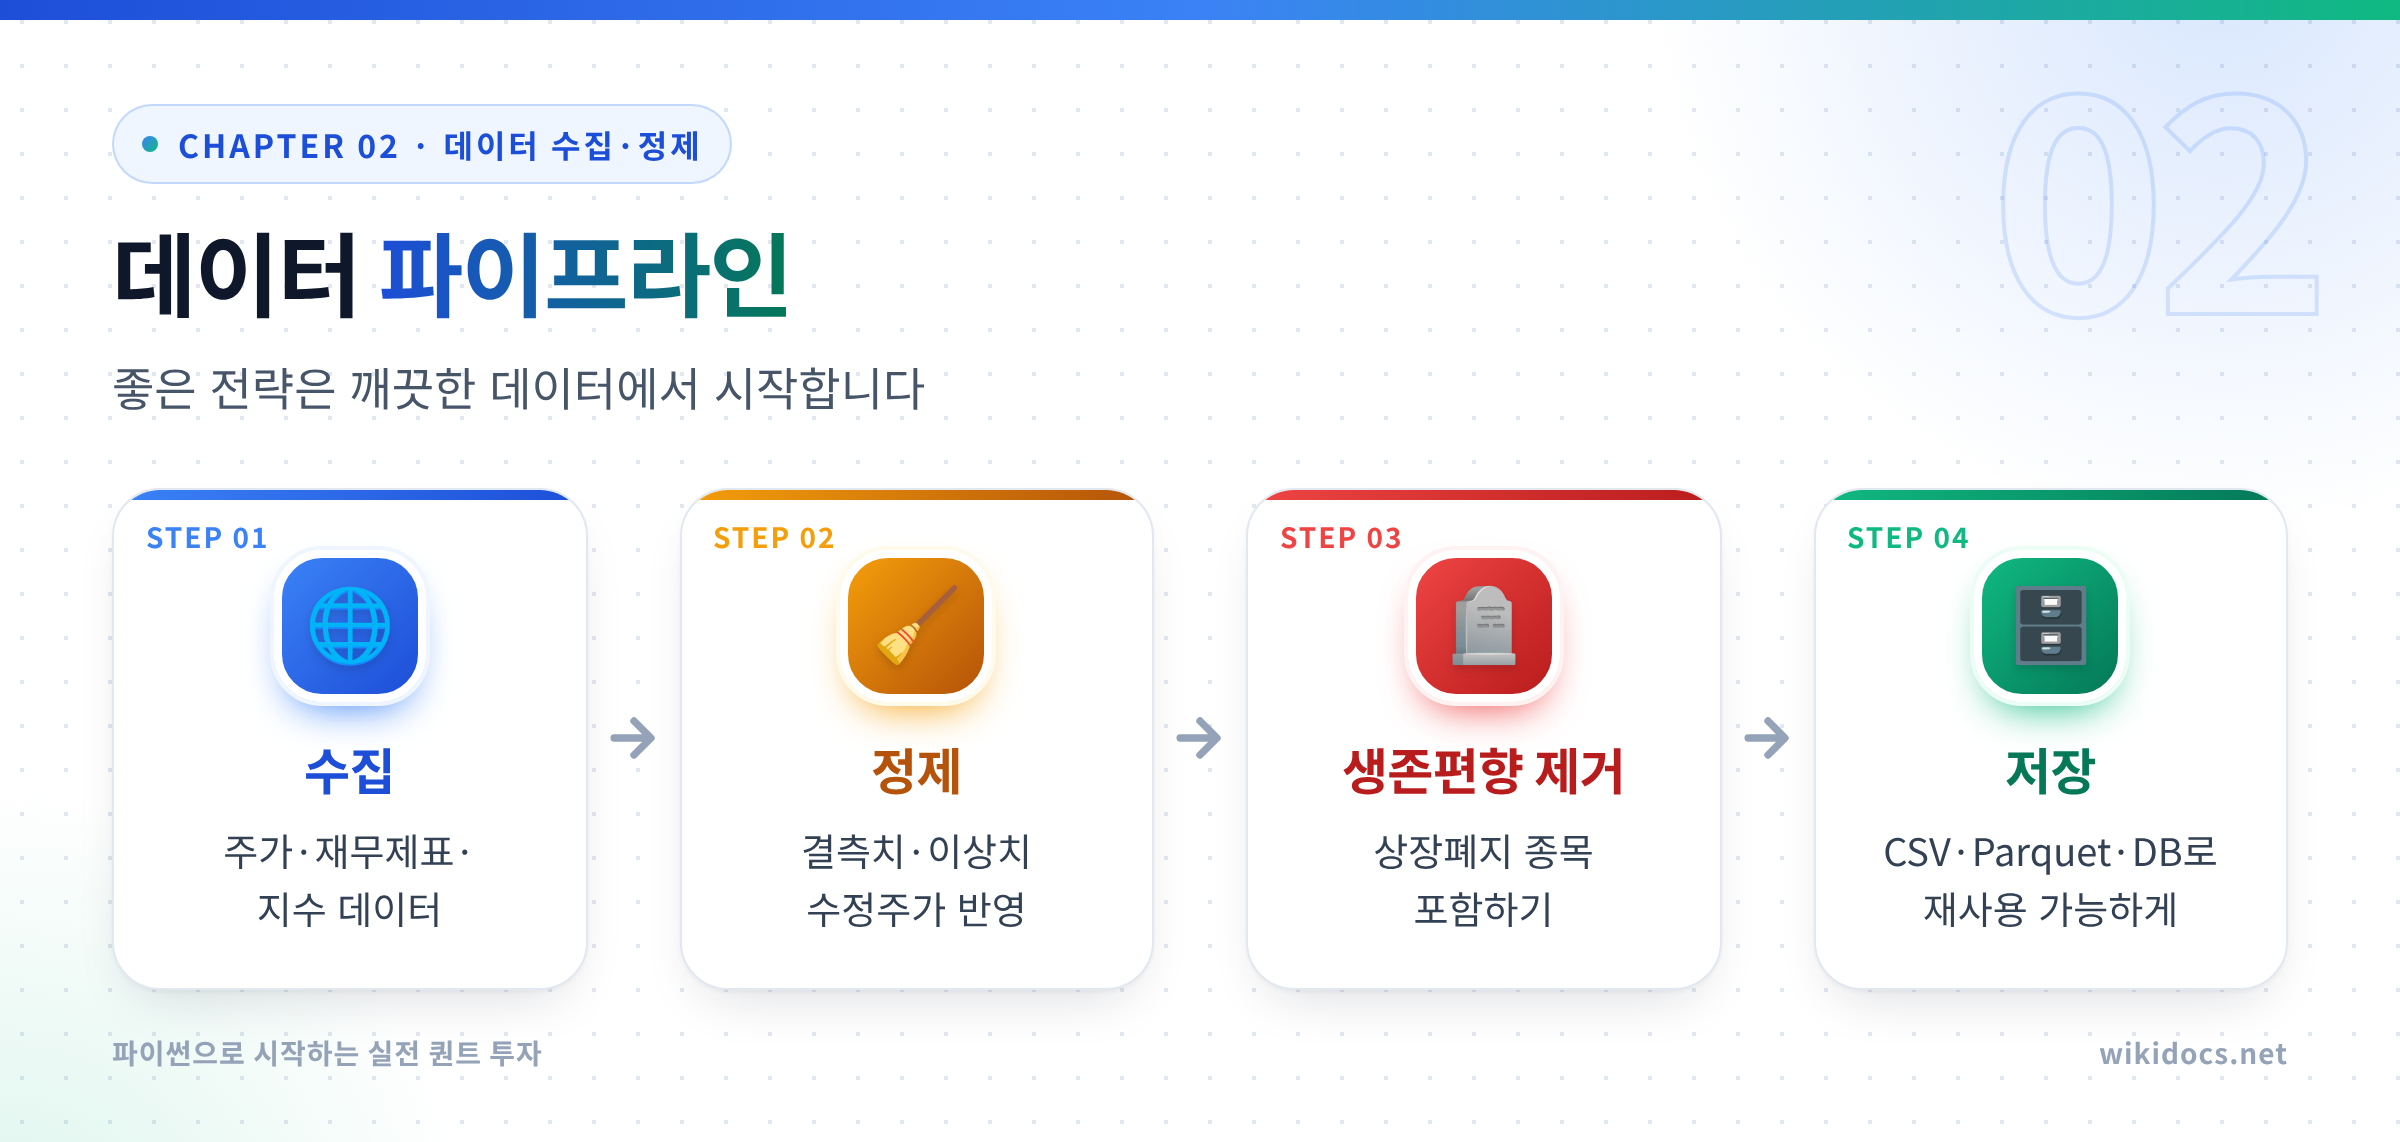 CHAPTER 02 · 데이터 수집·정제
02
데이터 파이프라인
좋은 전략은 깨끗한 데이터에서 시작합니다
STEP 01
수집
주가·재무제표·
지수 데이터
STEP 02
정제
결측치·이상치
수정주가 반영
STEP 03
생존편향 제거
상장폐지 종목
포함하기
STEP 04
저장
CSV·Parquet·DB로
재사용 가능하게
파이썬으로 시작하는 실전 퀀트 투자
wikidocs.net